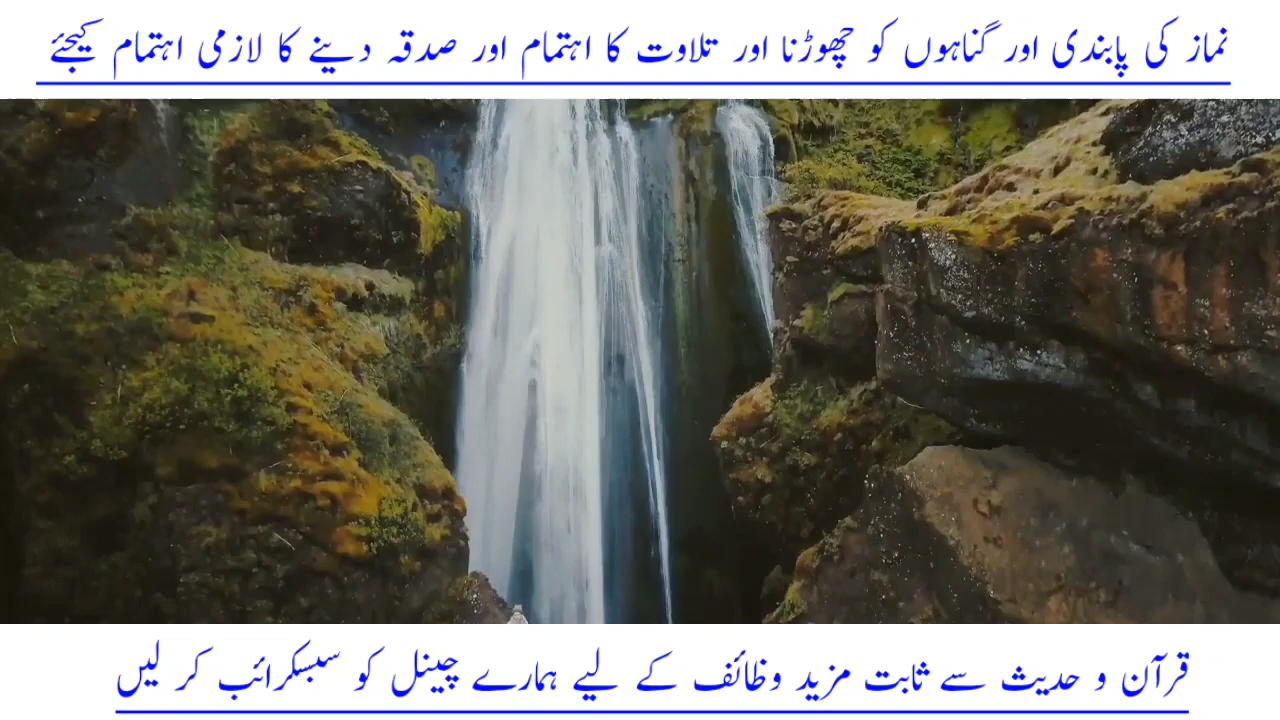 نماز کی پابندی اور گناہوں کو چھوڑنا اور تلاوت کا اہتمام اور صدقہ دینے کا لازمی اہتمام کیجئے
قرآن و حدیث سے ثابت مزید وظائف کے لیے ہمارے چینل کو سبسکرائب کر لیں